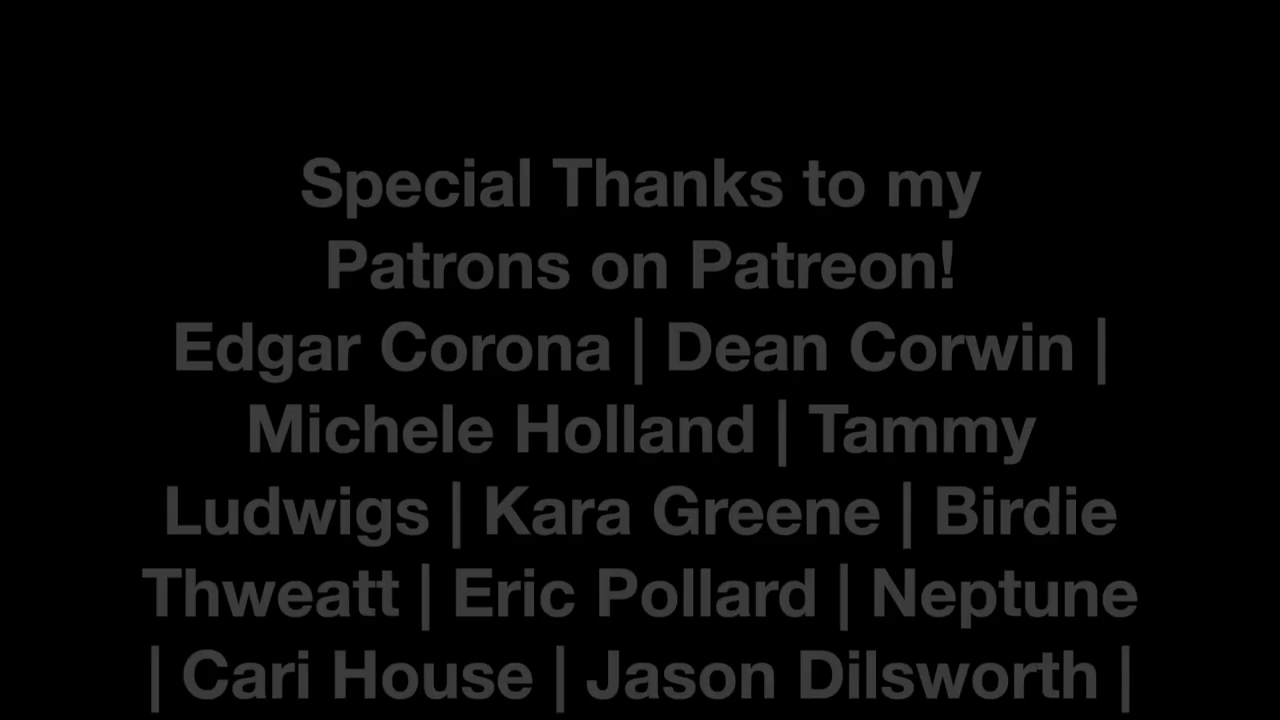 Special Thanks to my
Patrons on Patreon!
Edgar Corona | Dean Corwin |
Michele Holland | Tammy
Ludwigs | Kara Greene | Birdie
Thweatt | Eric Pollard | Neptune
| Cari House | Jason Dilsworth |